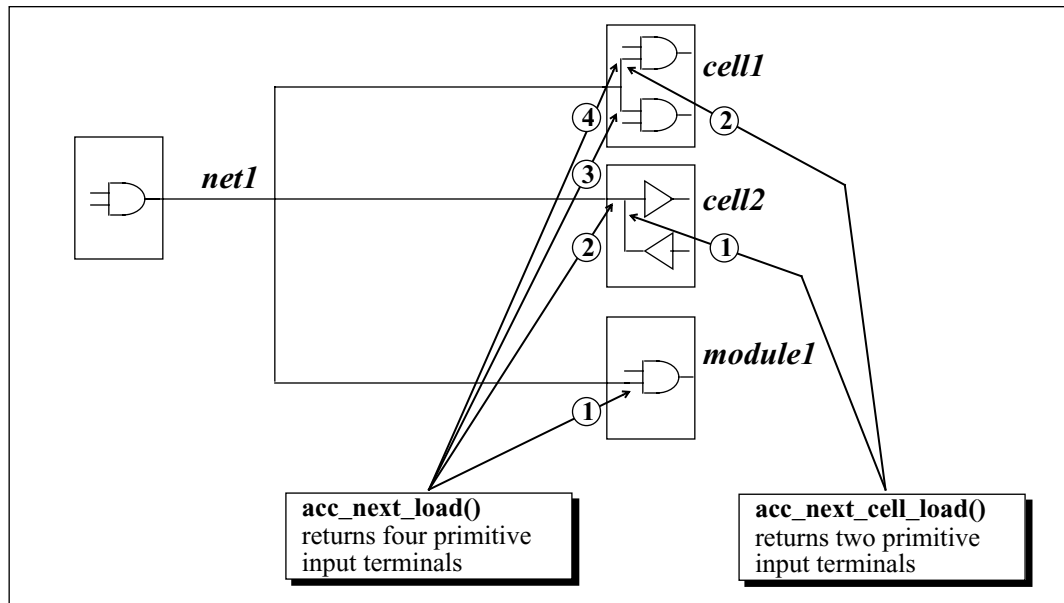 cell1
4
2
3
net1
cell2
2
1
module1
1
acc_next_load()
returns four primitive
input terminals
acc_next_cell_load()
returns two primitive
input terminals